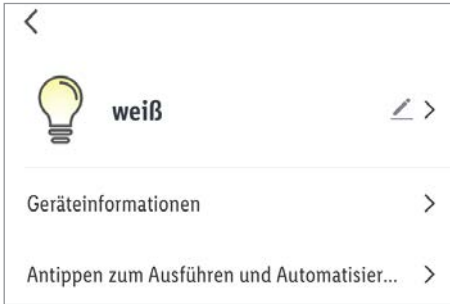 weiß
Geräteinformationen
Antippen zum Ausführen und Automatisier...